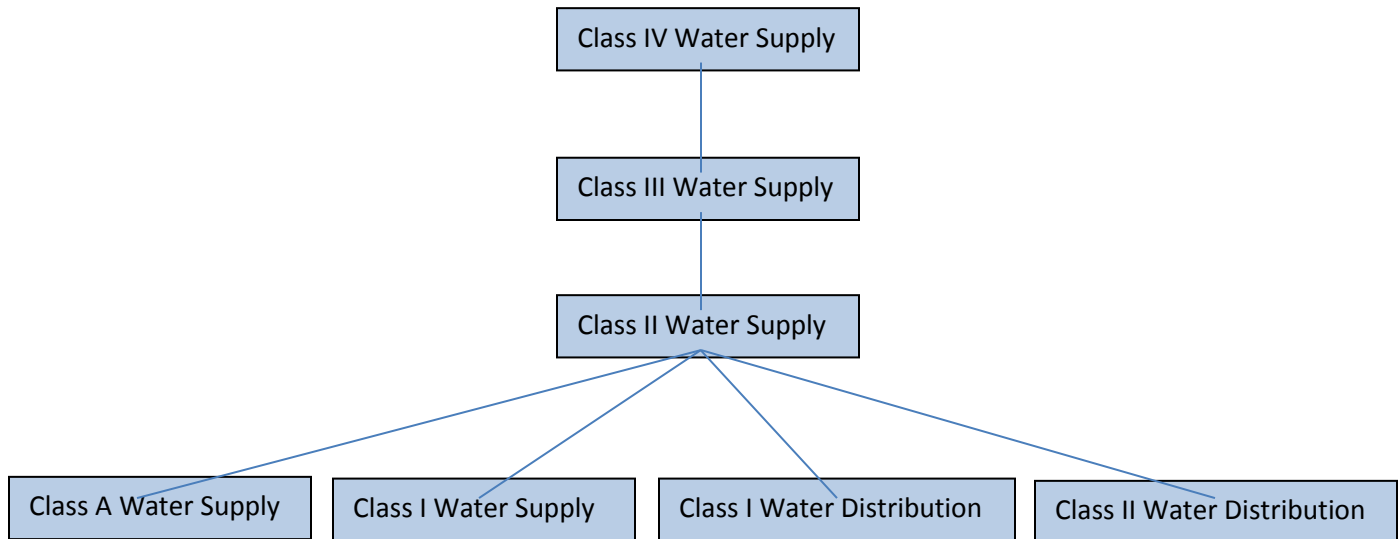 Class IV Water Supply
Class III Water Supply
Class II Water Supply
Class A Water Supply
Class I Water Supply
Class I Water Distribution
Class II Water Distribution